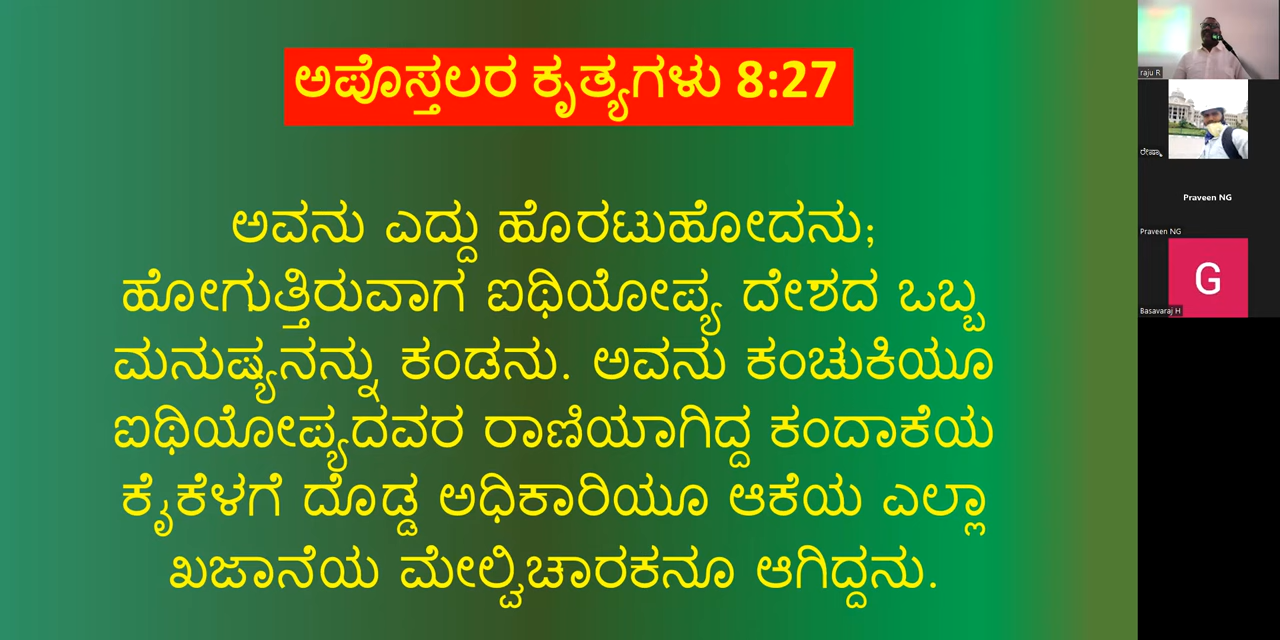 ಅಪೊಸ್ತಲರ ಕೃತ್ಯಗಳು 8:27
ಅವನು ಎದ್ದು ಹೊರಟುಹೋದನು;
ಹೋಗುತ್ತಿರುವಾಗ ಐಥಿಯೋಪ್ಯ ದೇಶದ ಒಬ್ಬ
ಮನುಷ್ಯನನ್ನು ಕಂಡನು. ಅವನು ಕಂಚುಕಿಯೂ
ಐಥಿಯೋಪ್ಯದವರ ರಾಣಿಯಾಗಿದ್ದ ಕಂದಾಕೆಯ
ಕೈಕೆಳಗೆ ದೊಡ್ಡ ಅಧಿಕಾರಿಯೂ ಆಕೆಯ ಎಲ್ಲಾ
ಖಜಾನೆಯ ಮೇಲ್ವಿಚಾರಕನೂ ಆಗಿದ್ದನು.
raju R
Praveen NG
Praveen NG
G
Basavaraj H